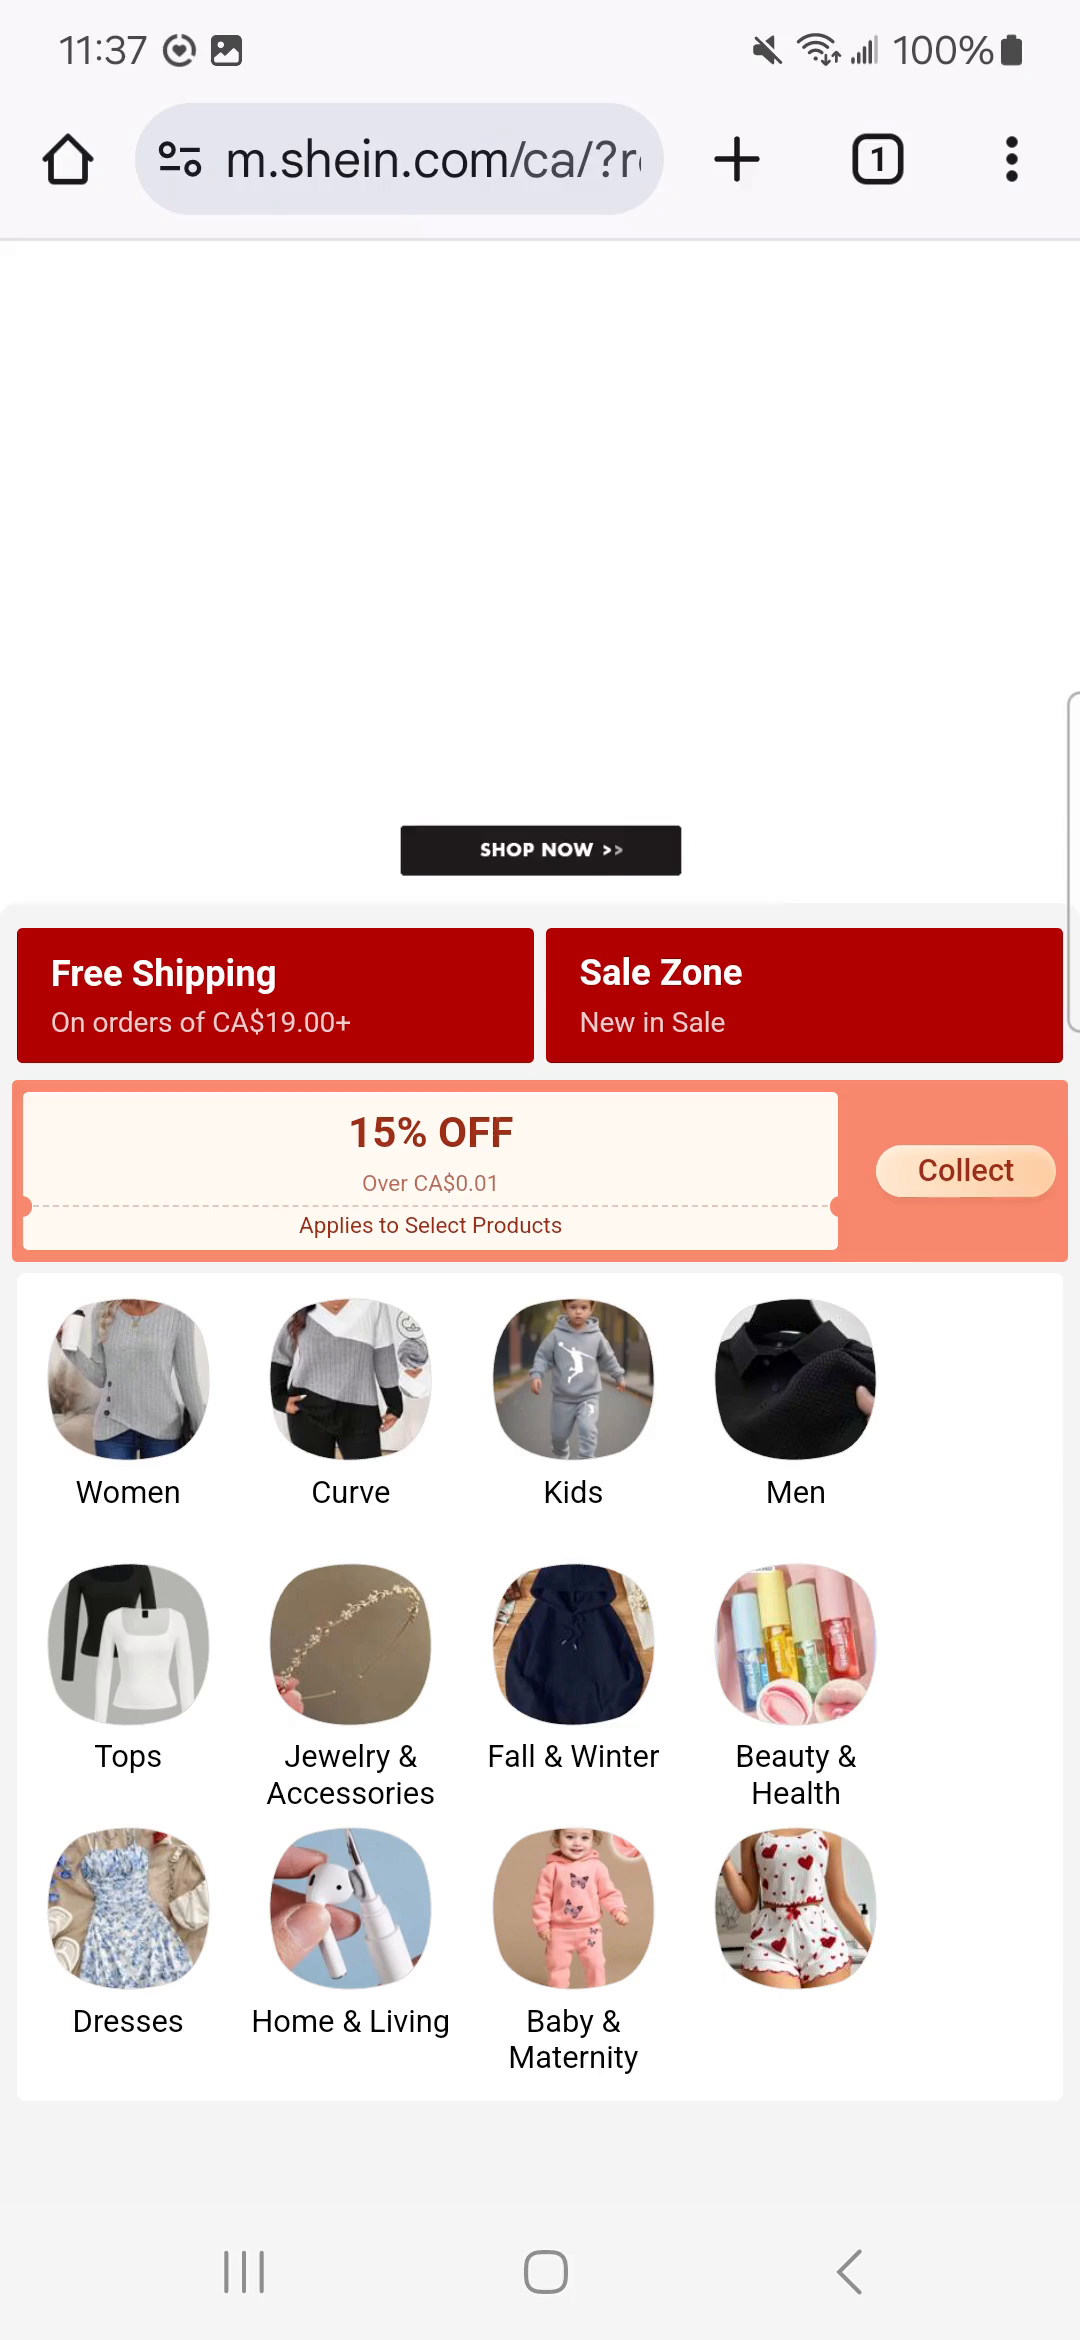 11:37
100%
m.shein.com/ca/?r
1
SHOP NOW >>
Free Shipping
On orders of CA$19.00+
Sale Zone
New in Sale
15% OFF
Over CA$0.01
Applies to Select Products
Collect
Women
Curve
Kids
Men
Tops
Jewelry &
Accessories
Fall & Winter
Beauty &
Health
Dresses
Home & Living
Baby &
Maternity